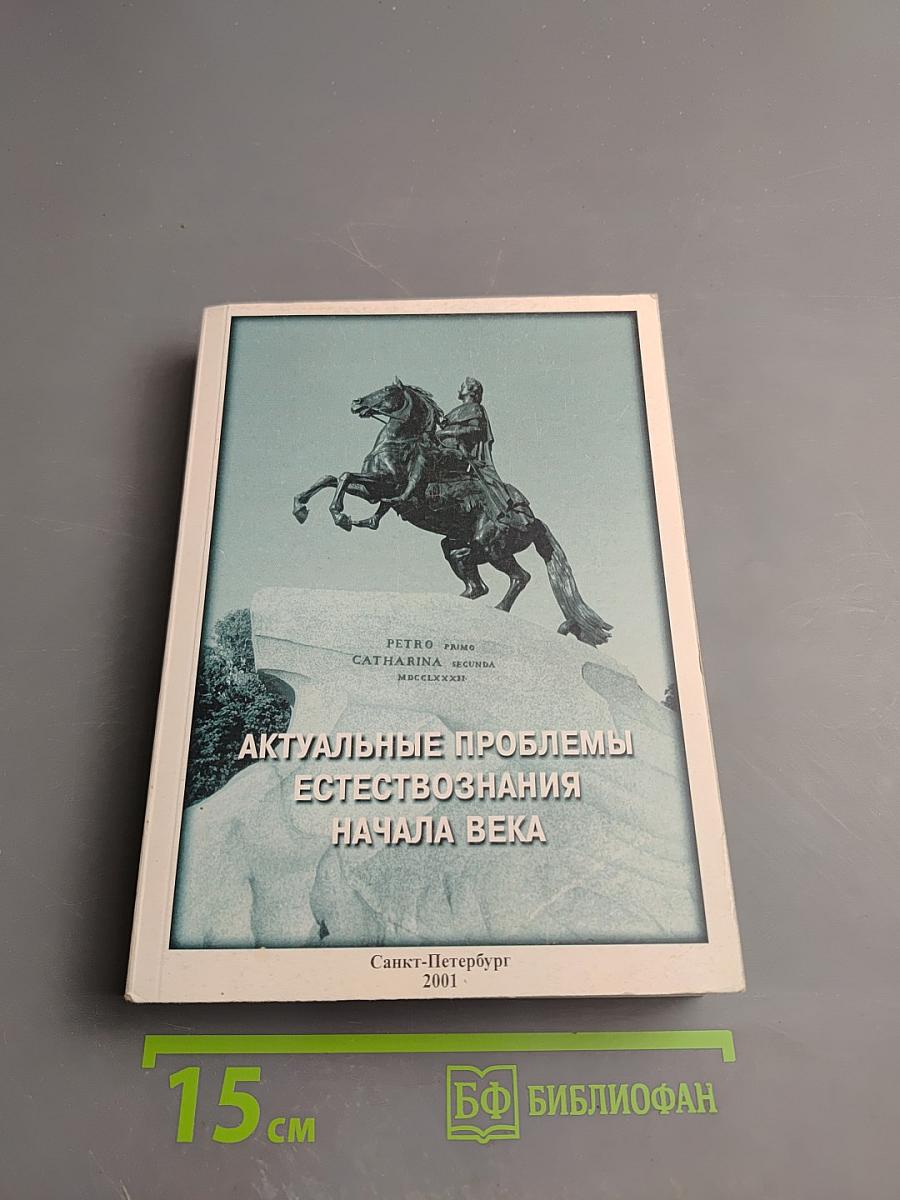 PETRO PRIMO
CATHARINA SECUNDA
MDCCLXXXII
АКТУАЛЬНЫЕ ПРОБЛЕМЫ
ЕСТЕСТВОЗНАНИЯ
НАЧАЛА ВЕКА
Санкт-Петербург
2001
15 см
БФ БИБЛИОФАН